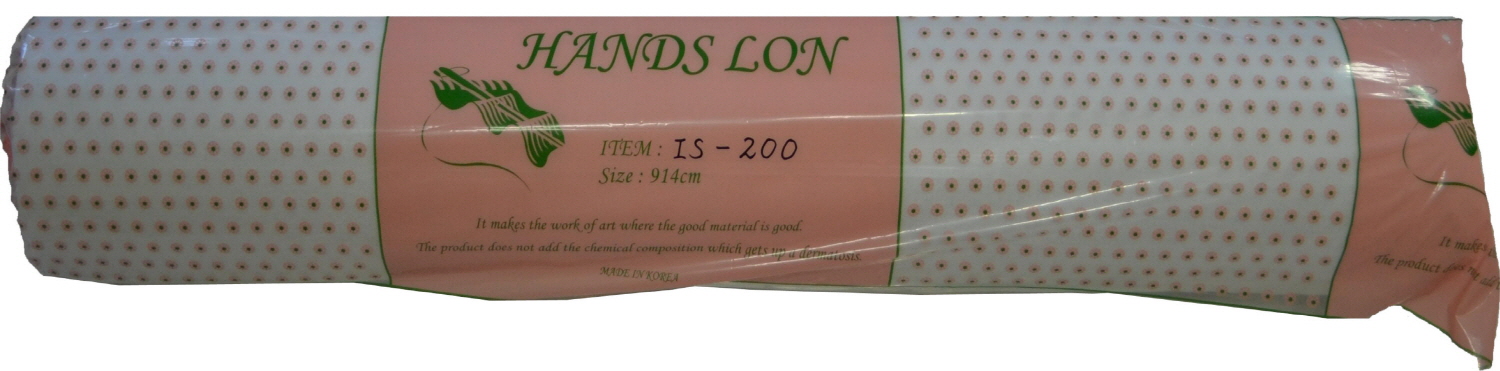 HANDS LON
ITEM : IS - 200
Size : 914cm
It makes the work of art where the good material is good.
The product does not add the chemical composition which gets up a dermatosis.
MADE IN KOREA
It makes
The product